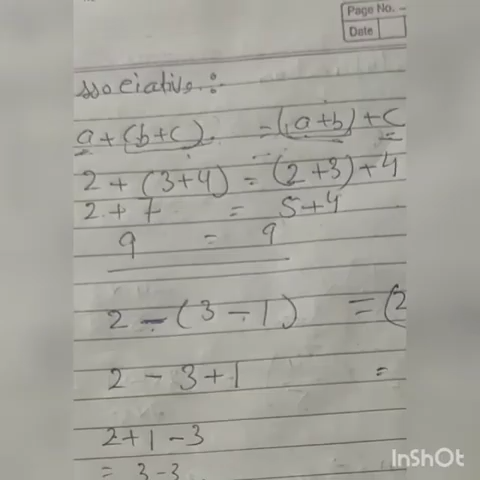 Page No. -
Date
ssociative :
a + (b+c). = (a+b) + c
2 + (3+4) = (2+3)+4
2 + 7 = 5+4
9 = 9
2 - (3 - 1) = (2
2 - 3 + 1 =
2+1 - 3
= 3-3
InShOt